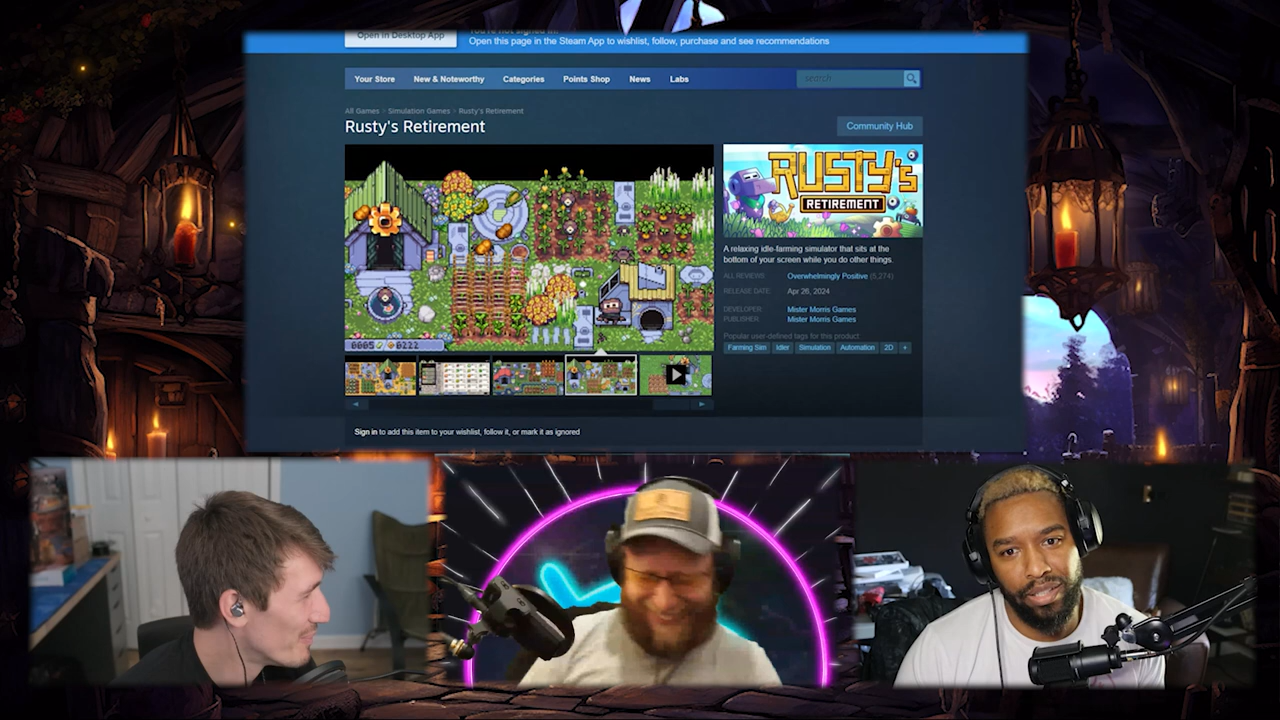 Open in Desktop App
You're not signed in.
Open this page in the Steam App to wishlist, follow, purchase and see recommendations
Your Store New & Noteworthy Categories Points Shop News Labs search
All Games > Simulation Games > Rusty's Retirement
Rusty's Retirement
Community Hub
RUSTY's
RETIREMENT
A relaxing idle-farming simulator that sits at the
bottom of your screen while you do other things.
ALL REVIEWS: Overwhelmingly Positive (5,274)
RELEASE DATE: Apr 26, 2024
DEVELOPER: Mister Morris Games
PUBLISHER: Mister Morris Games
Popular user-defined tags for this product:
Farming Sim Idler Simulation Automation 2D +
0005 0222
Sign in to add this item to your wishlist, follow it, or mark it as ignored